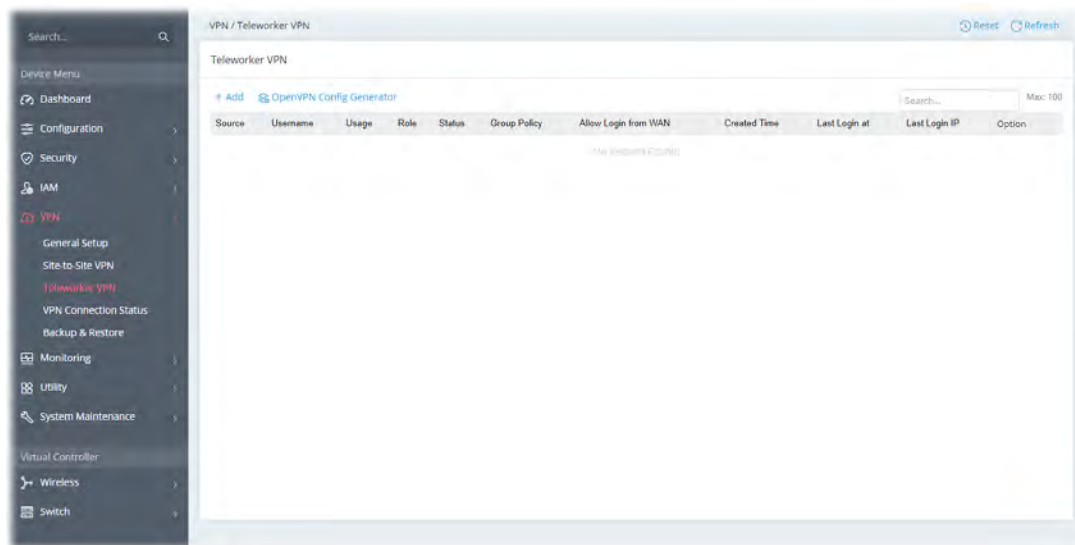 Search...
Device Menu
Dashboard
Configuration
Security
IAM
VPN
General Setup
Site-to-Site VPN
Teleworker VPN
VPN Connection Status
Backup & Restore
Monitoring
Utility
System Maintenance
Virtual Controller
Wireless
Switch
VPN / Teleworker VPN
Reset Refresh
Teleworker VPN
+ Add OpenVPN Config Generator Search... Max: 100
Source Username Usage Role Status Group Policy Allow Login from WAN Created Time Last Login at Last Login IP Option